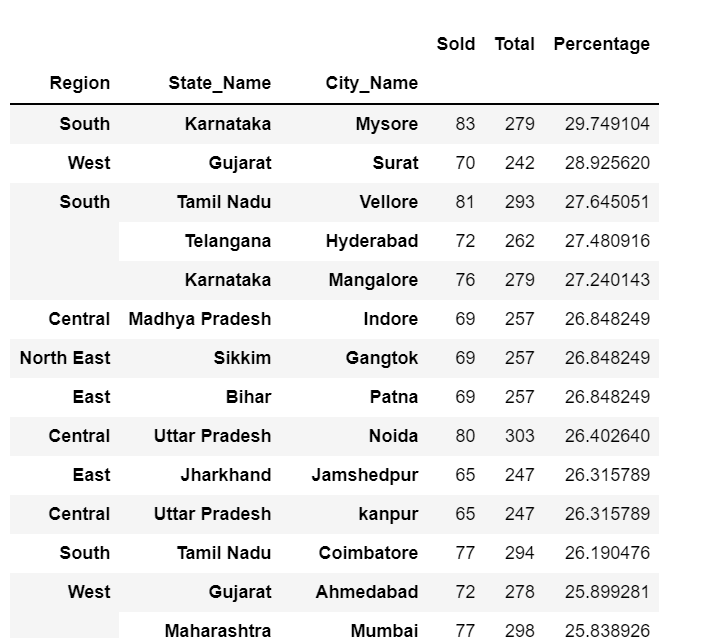 Sold Total Percentage
Region State_Name City_Name
South Karnataka Mysore 83 279 29.749104
West Gujarat Surat 70 242 28.925620
South Tamil Nadu Vellore 81 293 27.645051
Telangana Hyderabad 72 262 27.480916
Karnataka Mangalore 76 279 27.240143
Central Madhya Pradesh Indore 69 257 26.848249
North East Sikkim Gangtok 69 257 26.848249
East Bihar Patna 69 257 26.848249
Central Uttar Pradesh Noida 80 303 26.402640
East Jharkhand Jamshedpur 65 247 26.315789
Central Uttar Pradesh kanpur 65 247 26.315789
South Tamil Nadu Coimbatore 77 294 26.190476
West Gujarat Ahmedabad 72 278 25.899281
Maharashtra Mumbai 77 298 25.838926